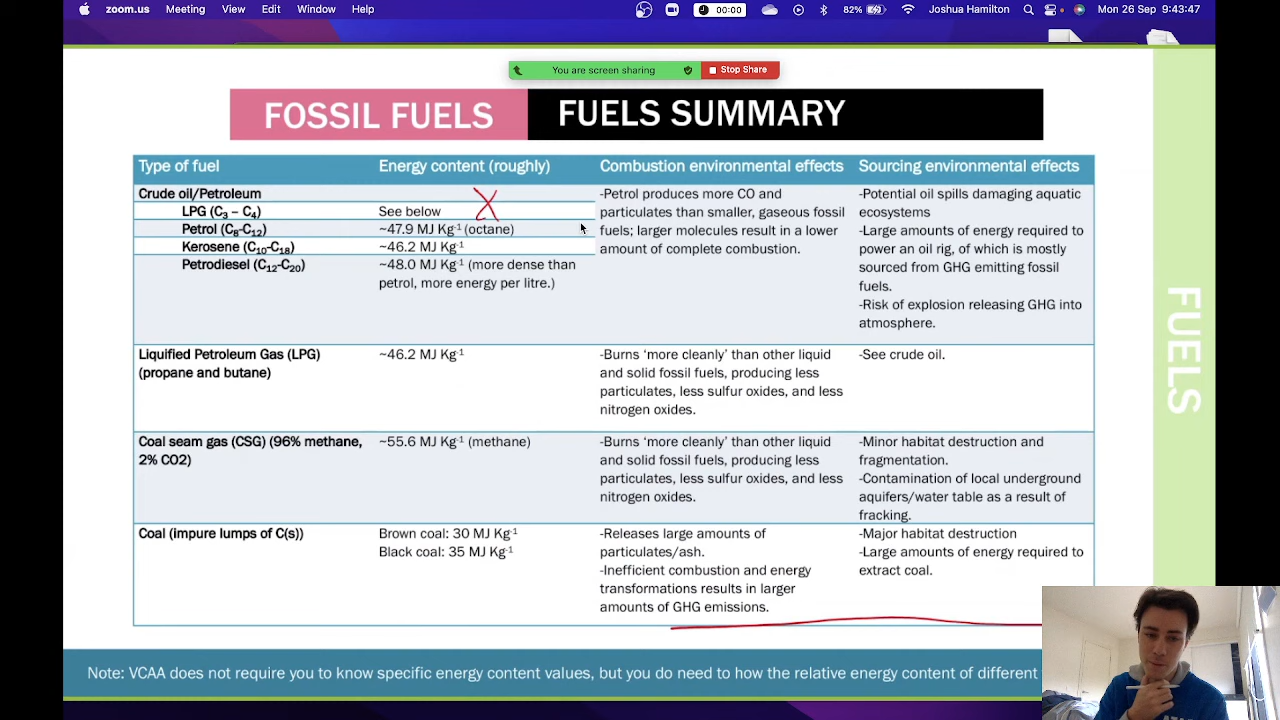 zoom.us Meeting View Edit Window Help 00:00 82% Joshua Hamilton Mon 26 Sep 9:43:47
You are screen sharing Stop Share
FOSSIL FUELS FUELS SUMMARY
Type of fuel Energy content (roughly) Combustion environmental effects Sourcing environmental effects
Crude oil/Petroleum
LPG (C3 – C4) See below
Petrol (C8-C12) ~47.9 MJ Kg-1 (octane)
Kerosene (C10-C18) ~46.2 MJ Kg-1
Petrodiesel (C12-C20) ~48.0 MJ Kg-1 (more dense than
petrol, more energy per litre.)
-Petrol produces more CO and
particulates than smaller, gaseous fossil
fuels; larger molecules result in a lower
amount of complete combustion.
-Potential oil spills damaging aquatic
ecosystems
-Large amounts of energy required to
power an oil rig, of which is mostly
sourced from GHG emitting fossil
fuels.
-Risk of explosion releasing GHG into
atmosphere.
Liquified Petroleum Gas (LPG)
(propane and butane)
~46.2 MJ Kg-1
-Burns ‘more cleanly’ than other liquid
and solid fossil fuels, producing less
particulates, less sulfur oxides, and less
nitrogen oxides.
-See crude oil.
Coal seam gas (CSG) (96% methane,
2% CO2)
~55.6 MJ Kg-1 (methane)
-Burns ‘more cleanly’ than other liquid
and solid fossil fuels, producing less
particulates, less sulfur oxides, and less
nitrogen oxides.
-Minor habitat destruction and
fragmentation.
-Contamination of local underground
aquifers/water table as a result of
fracking.
Coal (impure lumps of C(s))
Brown coal: 30 MJ Kg-1
Black coal: 35 MJ Kg-1
-Releases large amounts of
particulates/ash.
-Inefficient combustion and energy
transformations results in larger
amounts of GHG emissions.
-Major habitat destruction
-Large amounts of energy required to
extract coal.
Note: VCAA does not require you to know specific energy content values, but you do need to how the relative energy content of different
FUELS